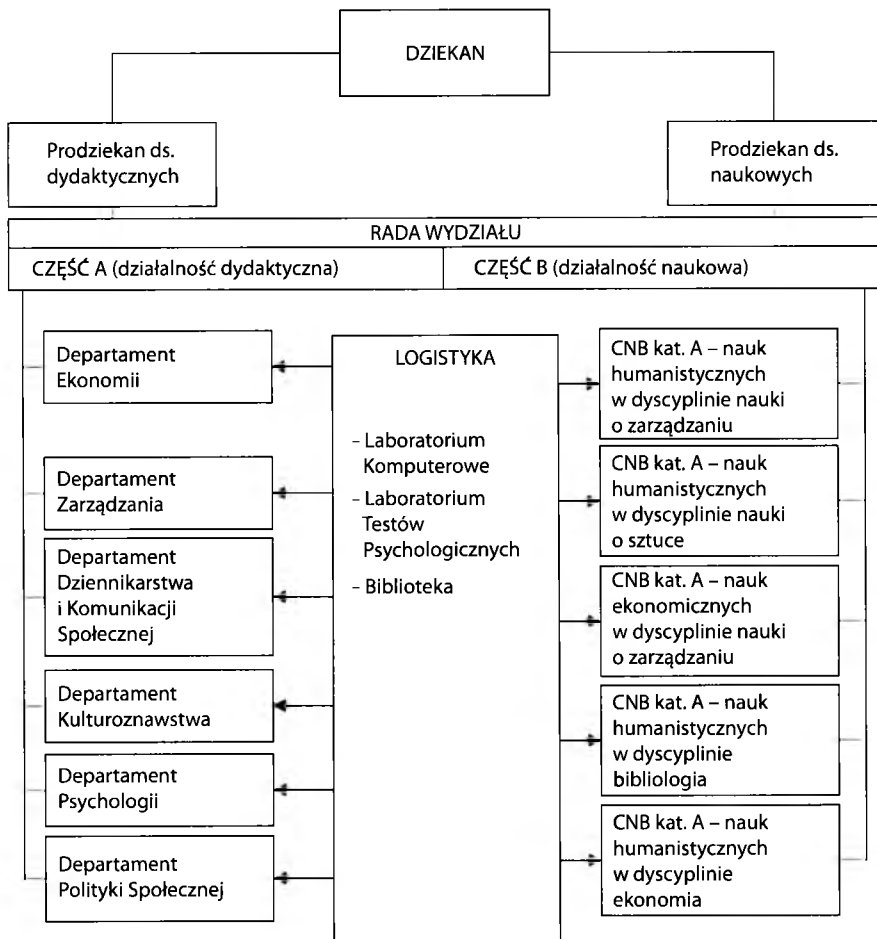 DZIEKAN
Prodziekan ds.
dydaktycznych
Prodziekan ds.
naukowych
RADA WYDZIAŁU
CZĘŚĆ A (działalność dydaktyczna)
CZĘŚĆ B (działalność naukowa)
Departament
Ekonomii
Departament
Zarządzania
Departament
Dziennikarstwa
i Komunikacji
Społecznej
Departament
Kulturoznawstwa
Departament
Psychologii
Departament
Polityki Społecznej
LOGISTYKA
– Laboratorium
Komputerowe
– Laboratorium
Testów
Psychologicznych
– Biblioteka
CNB kat. A – nauk
humanistycznych
w dyscyplinie nauki
o zarządzaniu
CNB kat. A – nauk
humanistycznych
w dyscyplinie nauki
o sztuce
CNB kat. A – nauk
ekonomicznych
w dyscyplinie nauki
o zarządzaniu
CNB kat. A – nauk
humanistycznych
w dyscyplinie
bibliologia
CNB kat. A – nauk
humanistycznych
w dyscyplinie
ekonomia